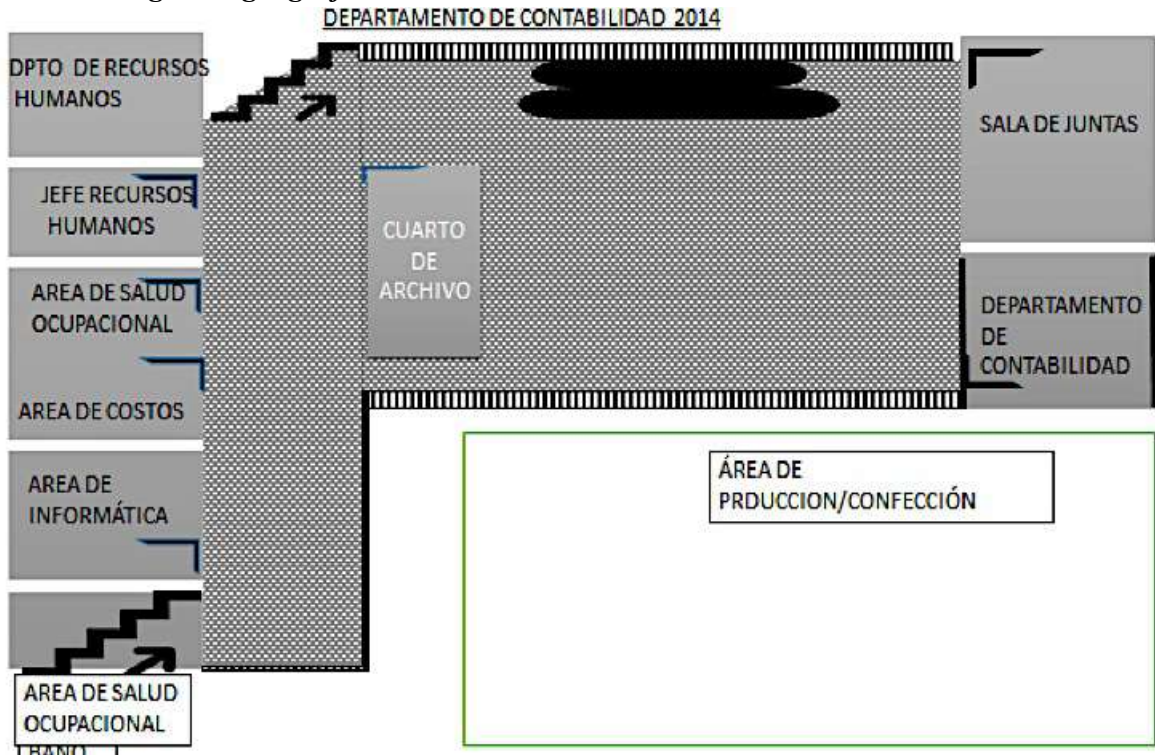 DEPARTAMENTO DE CONTABILIDAD 2014
DPTO DE RECURSOS
HUMANOS
SALA DE JUNTAS
JEFE RECURSOS
HUMANOS
CUARTO
DE
ARCHIVO
AREA DE SALUD
OCUPACIONAL
DEPARTAMENTO
DE
CONTABILIDAD
AREA DE COSTOS
ÁREA DE
PRDUCCION/CONFECCIÓN
AREA DE
INFORMÁTICA
AREA DE SALUD
OCUPACIONAL
BAÑO